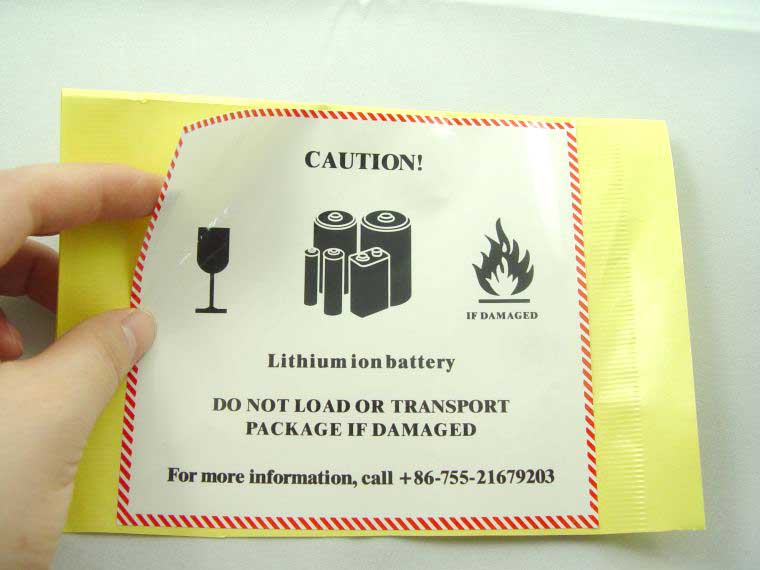 CAUTION!
IF DAMAGED
Lithium ion battery
DO NOT LOAD OR TRANSPORT
PACKAGE IF DAMAGED
For more information, call +86-755-21679203